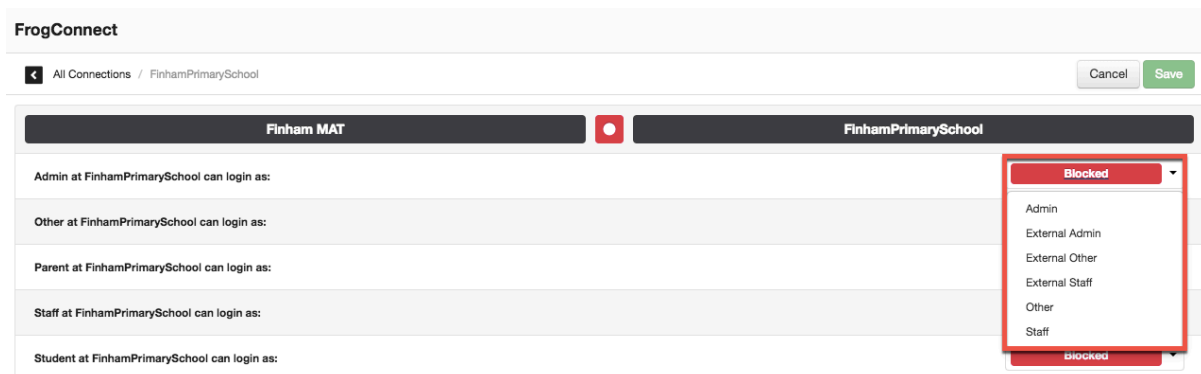 FrogConnect
All Connections / FinhamPrimarySchool
Cancel
Save
Finham MAT
FinhamPrimarySchool
Admin at FinhamPrimarySchool can login as:
Blocked
Admin
Other at FinhamPrimarySchool can login as:
External Admin
External Other
Parent at FinhamPrimarySchool can login as:
External Staff
Other
Staff at FinhamPrimarySchool can login as:
Staff
Student at FinhamPrimarySchool can login as:
Blocked